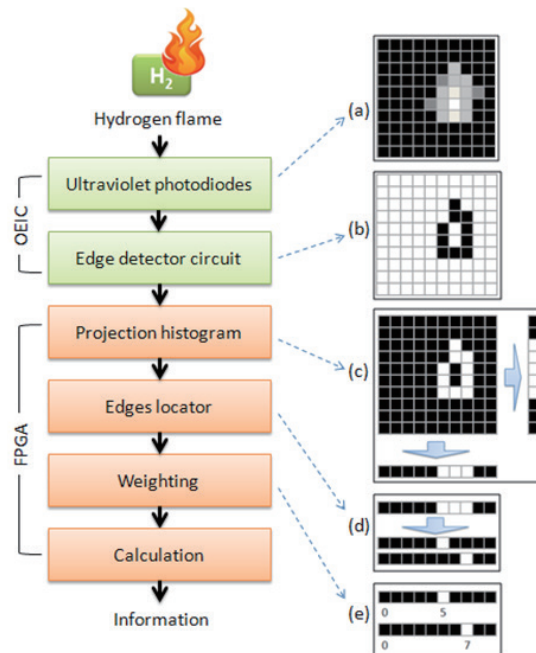 H2
Hydrogen flame
OEIC
Ultraviolet photodiodes
Edge detector circuit
FPGA
Projection histogram
Edges locator
Weighting
Calculation
Information
(a)
(b)
(c)
(d)
(e)
0 5
0 7